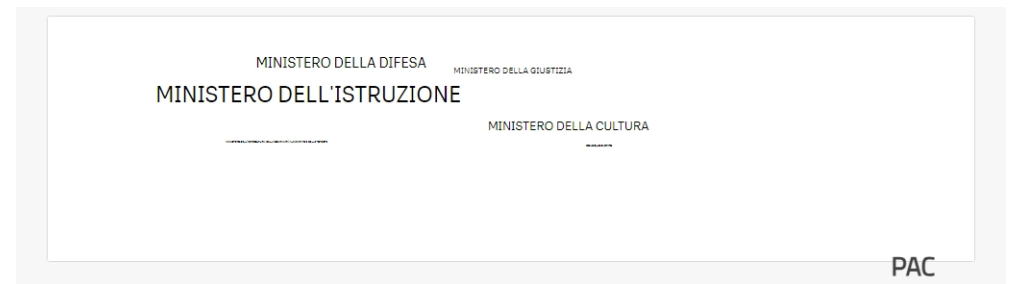 MINISTERO DELLA DIFESA
MINISTERO DELLA GIUSTIZIA
MINISTERO DELL'ISTRUZIONE
MINISTERO DELLA CULTURA
PAC